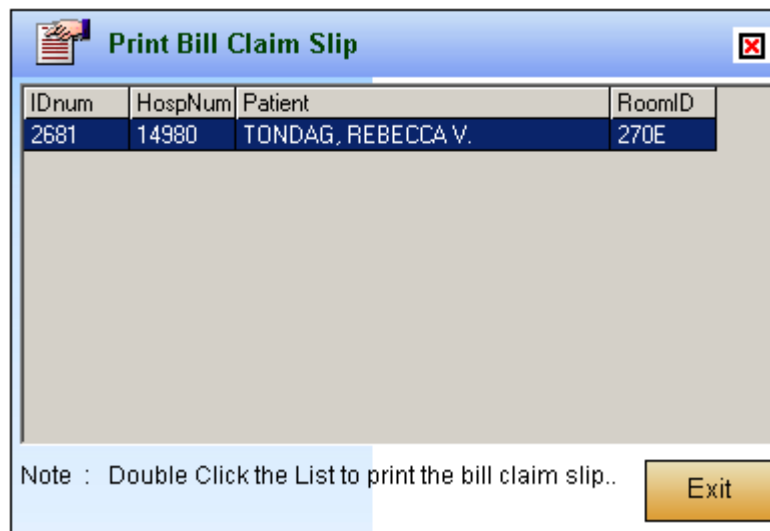 Print Bill Claim Slip
IDnum HospNum Patient RoomID
2681 14980 TONDAG, REBECCA V. 270E
Note : Double Click the List to print the bill claim slip..
Exit